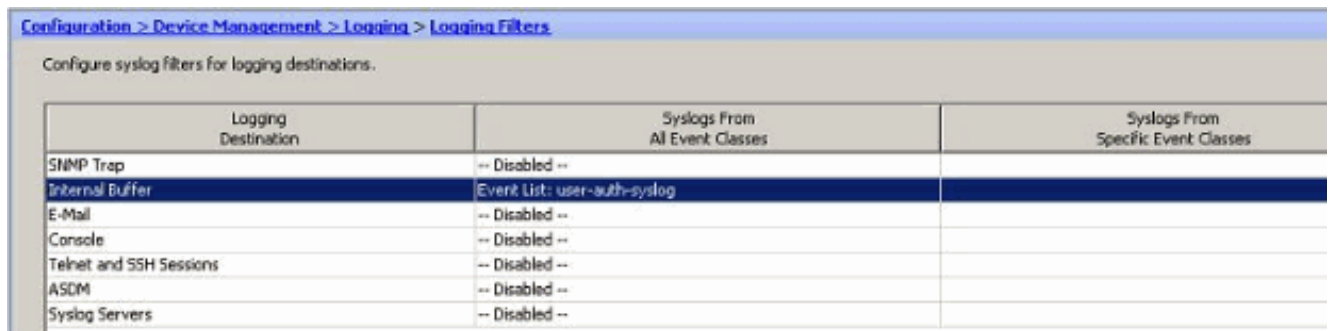 Configuration > Device Management > Logging > Logging Filters
Configure syslog filters for logging destinations.
Logging Destination Syslogs From All Event Classes Syslogs From Specific Event Classes
SNMP Trap -- Disabled --
Internal Buffer Event List: user-auth-syslog
E-Mail -- Disabled --
Console -- Disabled --
Telnet and SSH Sessions -- Disabled --
ASDM -- Disabled --
Syslog Servers -- Disabled --